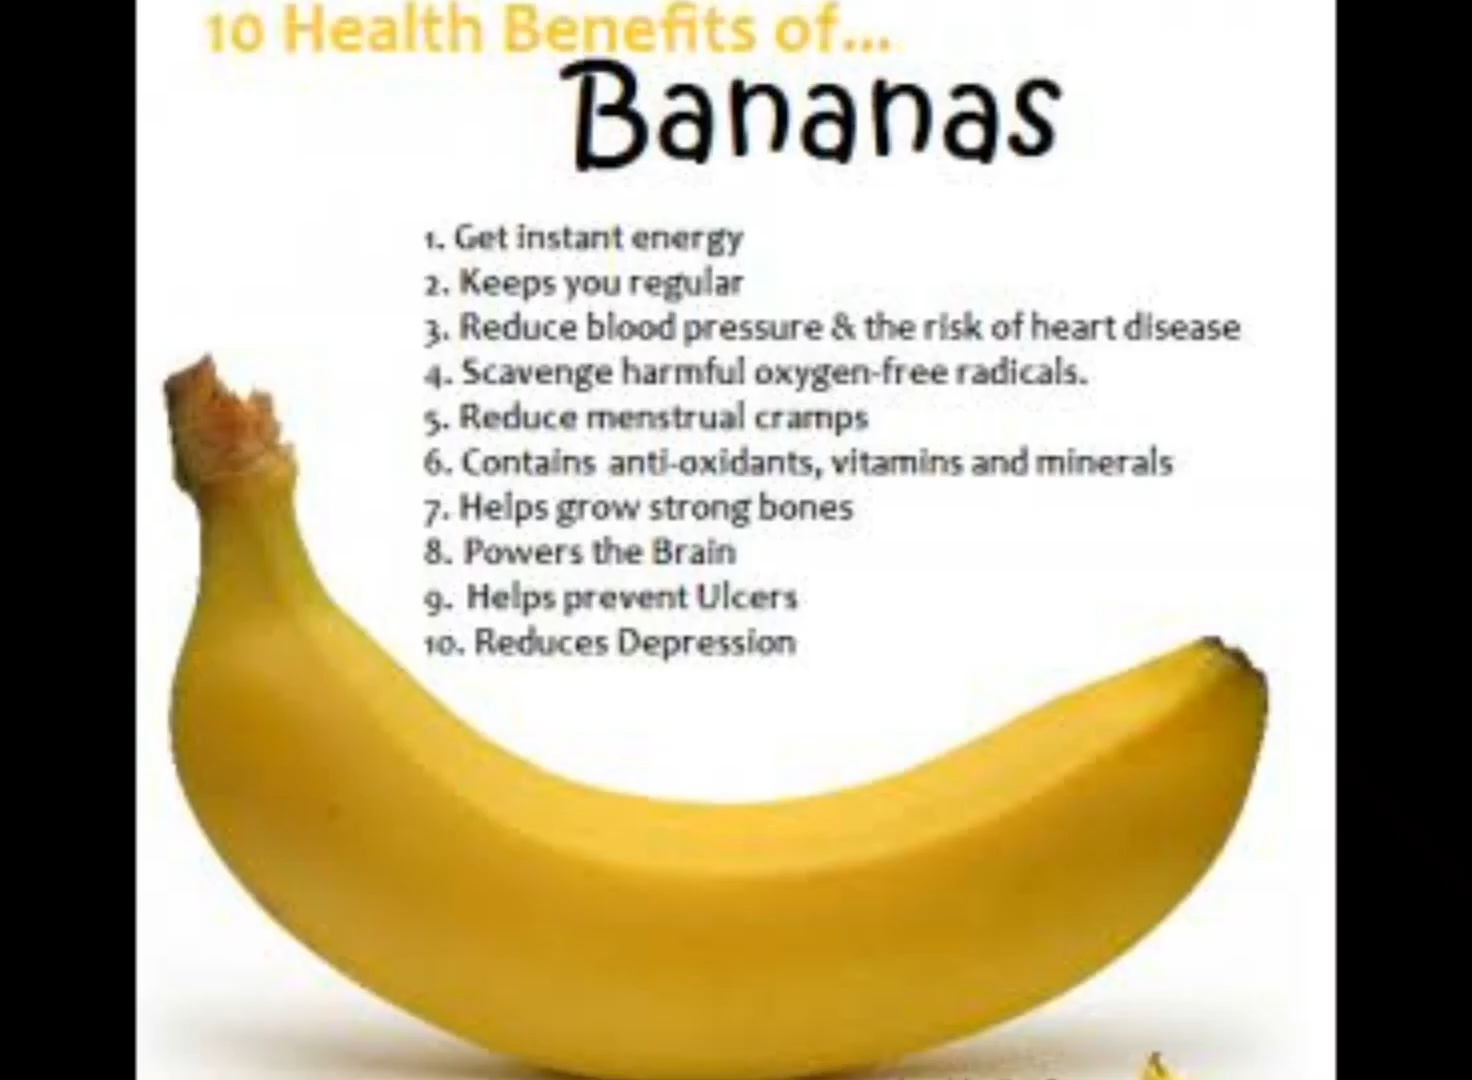 10 Health Benefits of...
Bananas
1. Get instant energy
2. Keeps you regular
3. Reduce blood pressure & the risk of heart disease
4. Scavenge harmful oxygen-free radicals.
5. Reduce menstrual cramps
6. Contains anti-oxidants, vitamins and minerals
7. Helps grow strong bones
8. Powers the Brain
9. Helps prevent Ulcers
10. Reduces Depression